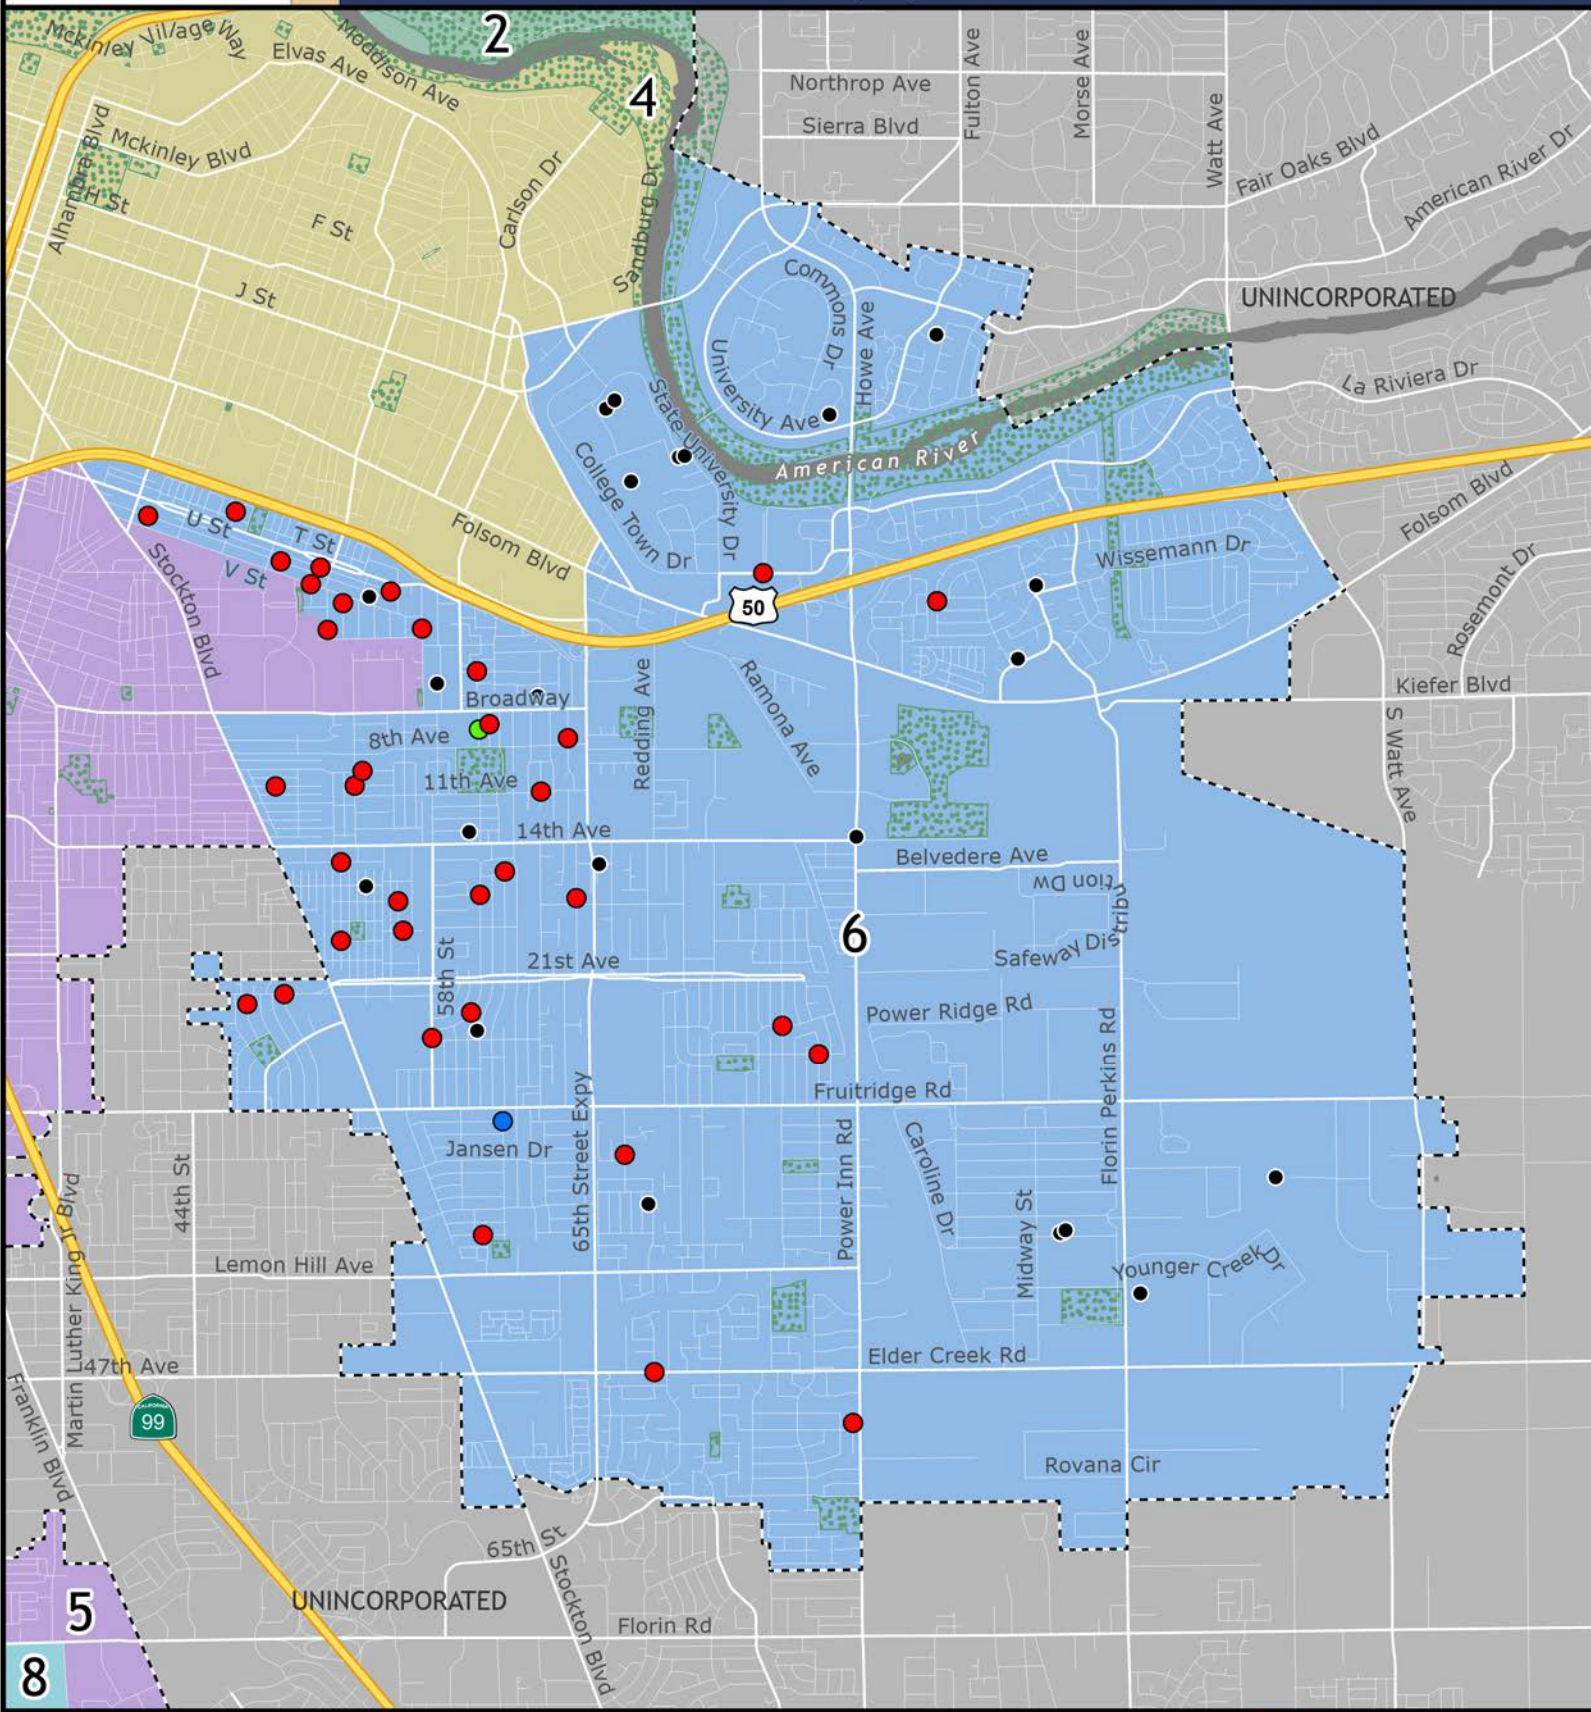 2
Mckinley Village Way
Elvas Ave
Moddison Ave
4
Northrop Ave
Fulton Ave
Morse Ave
Sierra Blvd
Watt Ave
Fair Oaks Blvd
American River Dr
Alhambra Blvd
Mckinley Blvd
H St
F St
Carlson Dr
Sandburg Dr
J St
Commons Dr
Howe Ave
UNINCORPORATED
University Ave
State University Dr
La Riviera Dr
American River
College Town Dr
Folsom Blvd
Folsom Blvd
U St
T St
V St
Stockton Blvd
Wissemann Dr
50
Rosemont Dr
Broadway
Redding Ave
Ramona Ave
Kiefer Blvd
S Watt Ave
8th Ave
11th Ave
14th Ave
Belvedere Ave
tion Dw
Safeway Distribu
6
58th St
21st Ave
Power Ridge Rd
Florin Perkins Rd
Fruitridge Rd
Jansen Dr
65th Street Expy
Power Inn Rd
Caroline Dr
44th St
Midway St
Martin Luther King Jr Blvd
Lemon Hill Ave
Younger Creek Dr
47th Ave
Elder Creek Rd
Franklin Blvd
CALIFORNIA
99
Rovana Cir
65th St
Stockton Blvd
UNINCORPORATED
Florin Rd
5
8